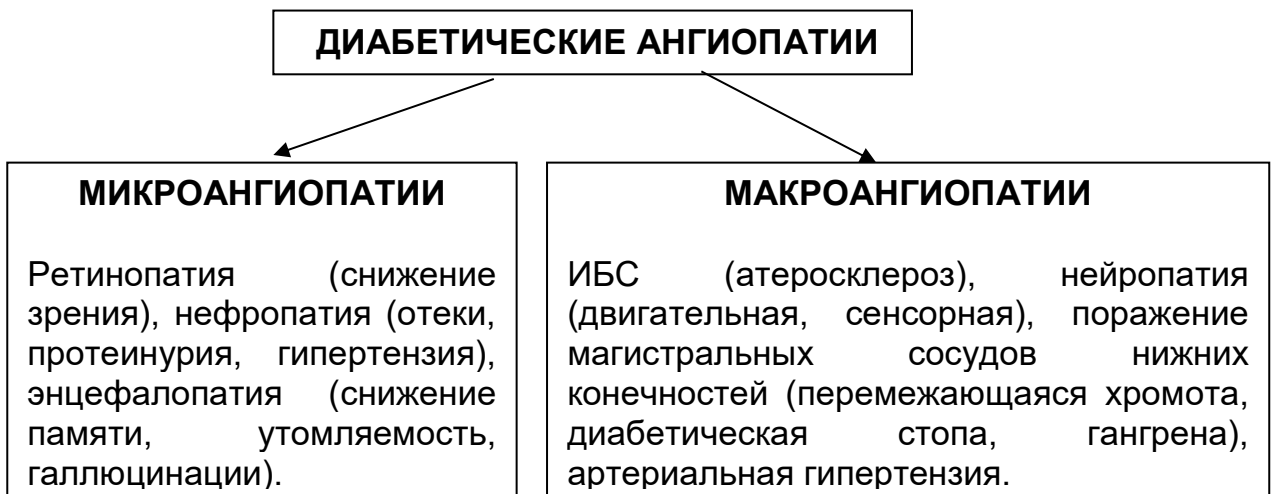 ДИАБЕТИЧЕСКИЕ АНГИОПАТИИ
МИКРОАНГИОПАТИИ
Ретинопатия (снижение
зрения), нефропатия (отеки,
протеинурия, гипертензия),
энцефалопатия (снижение
памяти, утомляемость,
галлюцинации).
МАКРОАНГИОПАТИИ
ИБС (атеросклероз), нейропатия
(двигательная, сенсорная), поражение
магистральных сосудов нижних
конечностей (перемежающаяся хромота,
диабетическая стопа, гангрена),
артериальная гипертензия.